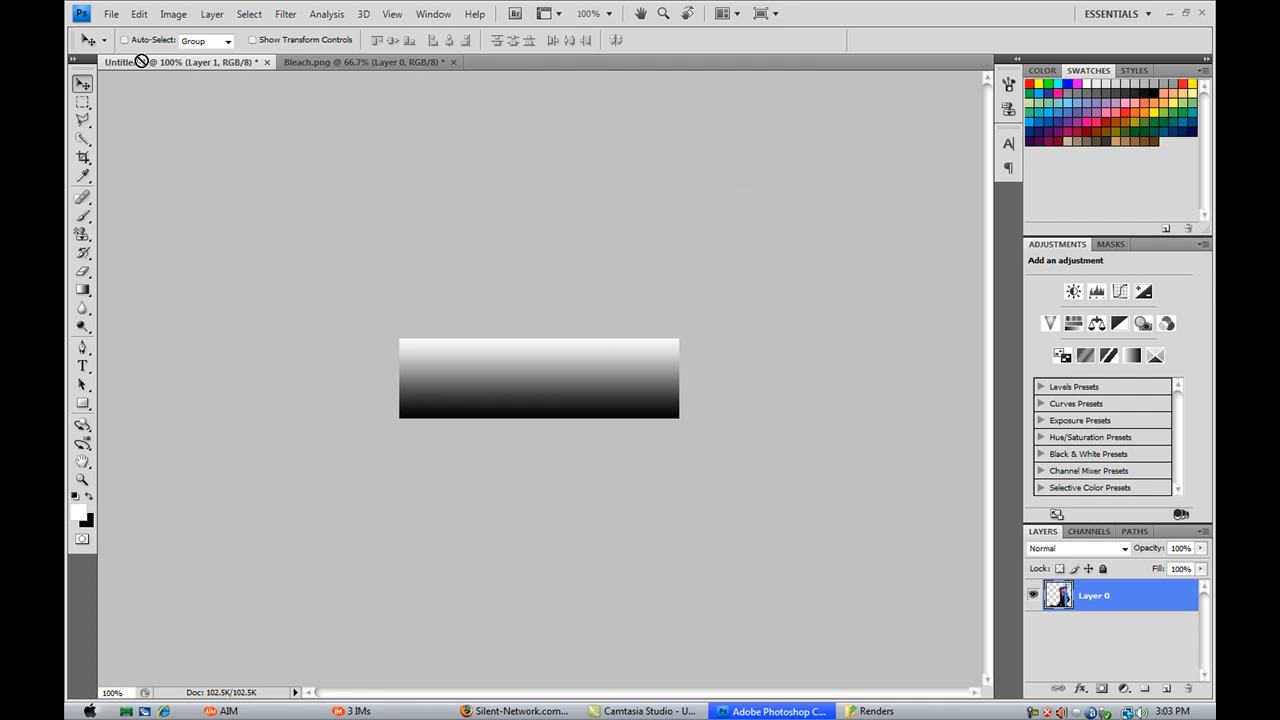 Ps File Edit Image Layer Select Filter Analysis 3D View Window Help Br 100% ESSENTIALS
Auto-Select: Group Show Transform Controls
@ 100% (Layer 1, RGB/8) * Bleach.png @ 66.7% (Layer 0, RGB/8) *
COLOR SWATCHES STYLES
ADJUSTMENTS MASKS
Add an adjustment
Levels Presets
Curves Presets
Exposure Presets
Hue/Saturation Presets
Black & White Presets
Channel Mixer Presets
Selective Color Presets
LAYERS CHANNELS PATHS
Normal Opacity: 100%
Lock: Fill: 100%
Layer 0
100% Doc: 102.5K/102.5K
AIM 3 IMs Silent-Network.com... Camtasia Studio - U... Ps Adobe Photoshop C... Renders 3:03 PM